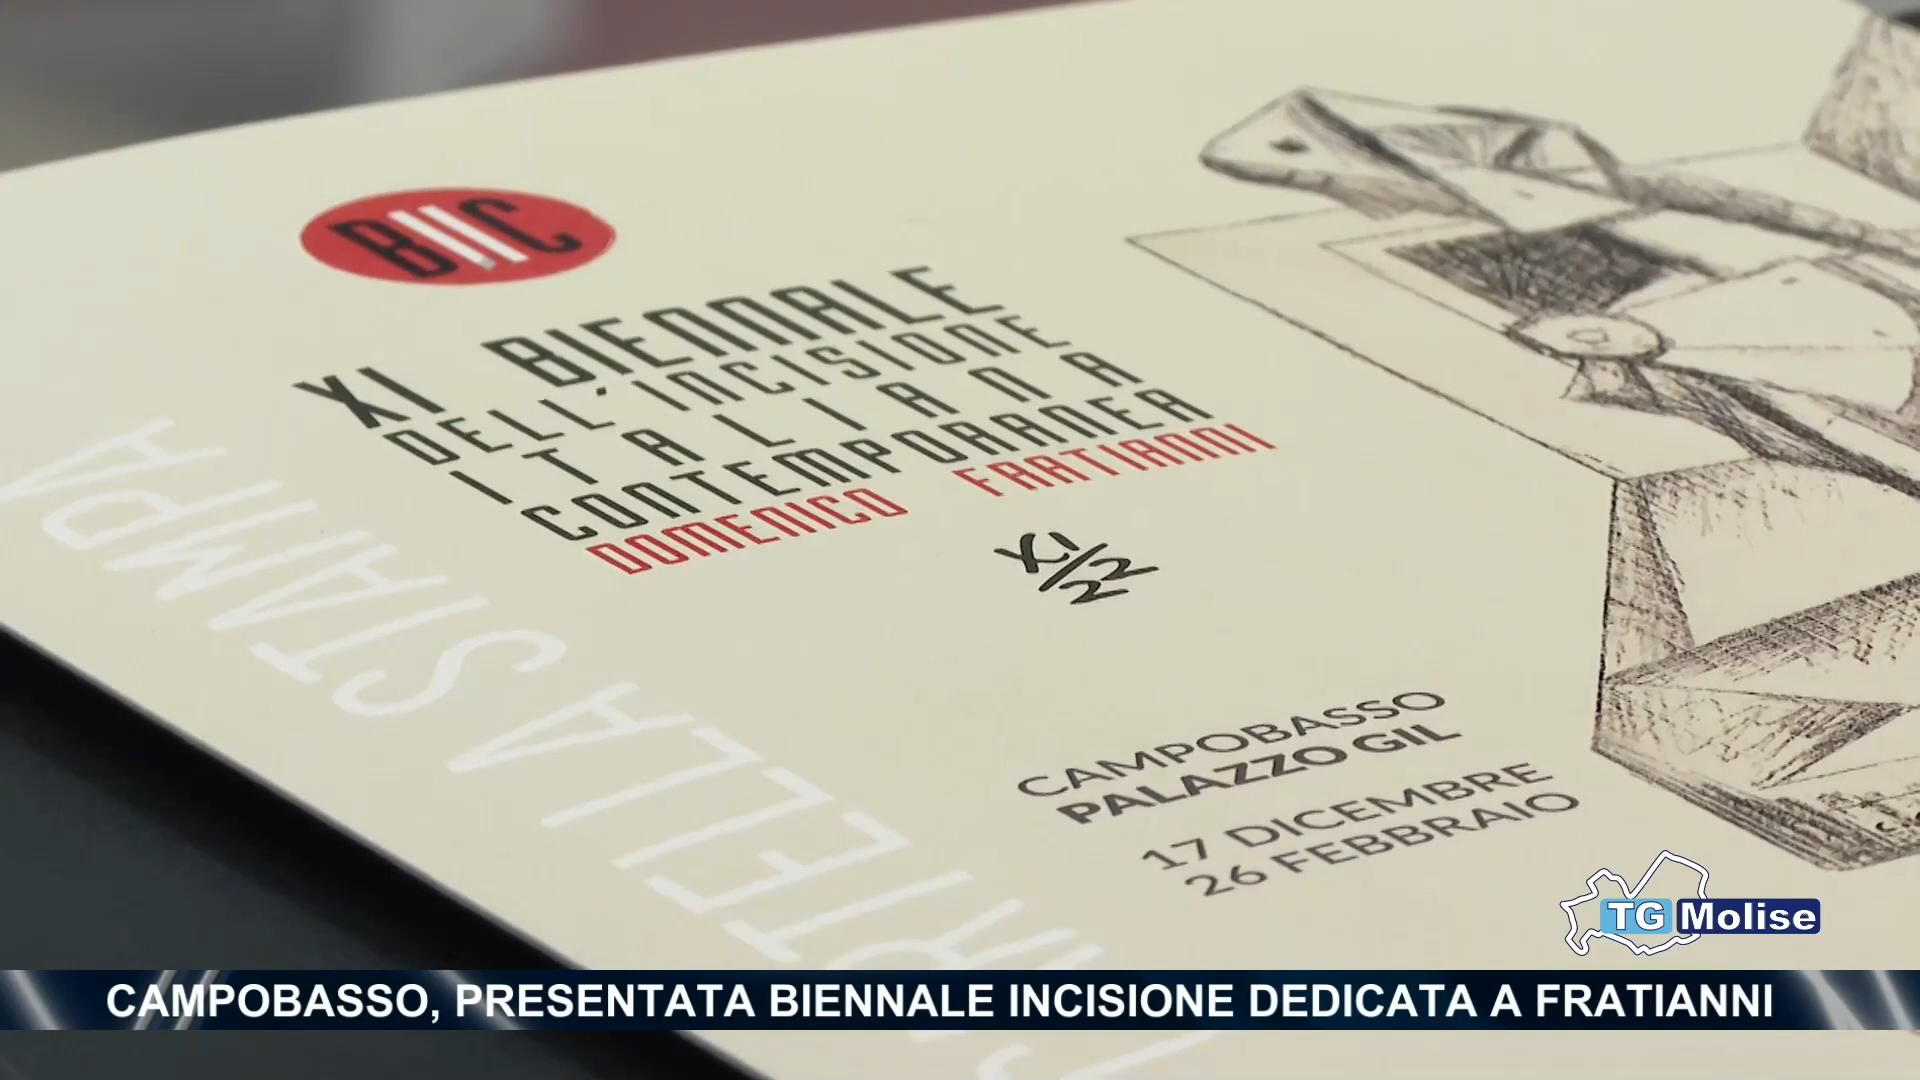 BIIC
XI BIENNALE
DELL'INCISIONE
ITALIANA
CONTEMPORANEA
DOMENICO FRATIANNI
XI/22
CAMPOBASSO
PALAZZO GIL
17 DICEMBRE
26 FEBBRAIO
STAMPA
TG Molise
CAMPOBASSO, PRESENTATA BIENNALE INCISIONE DEDICATA A FRATIANNI